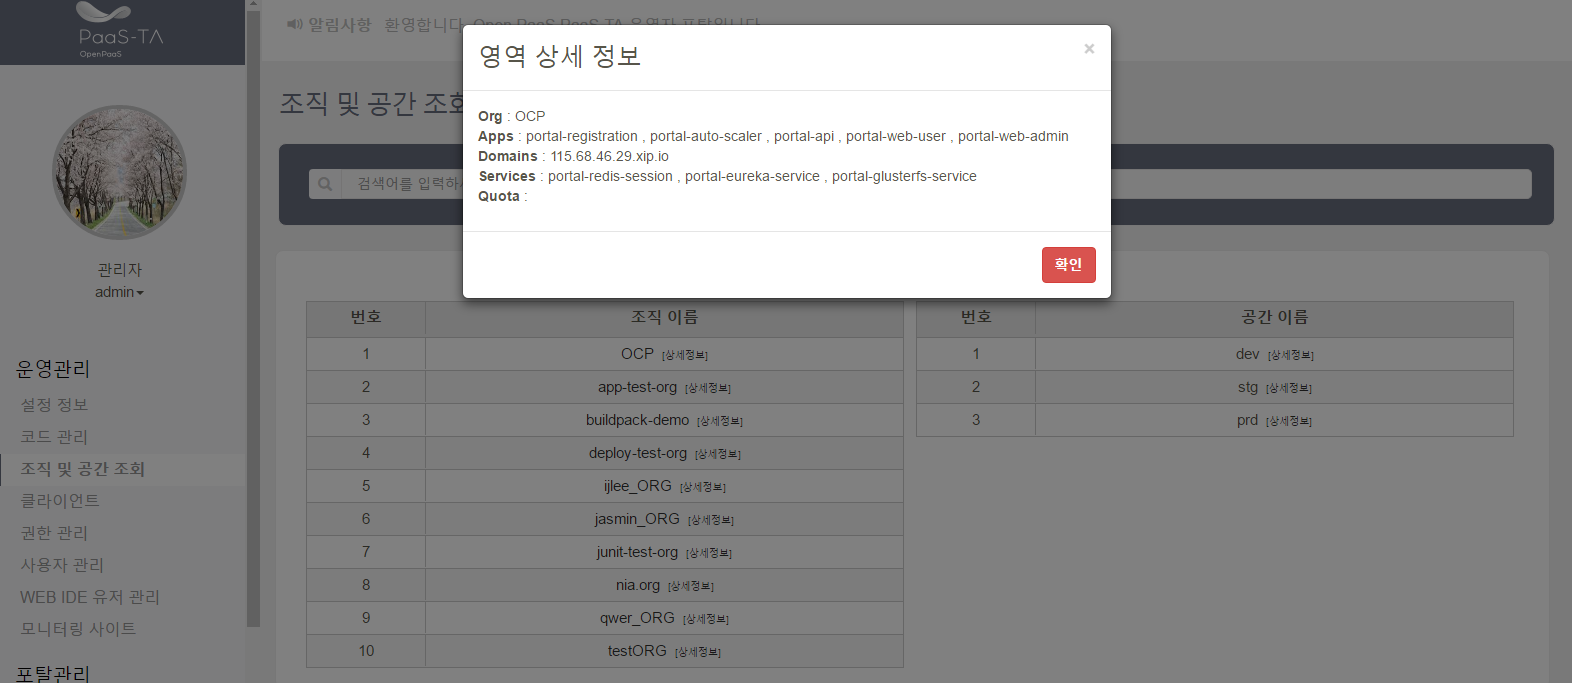 PaaS-TA
OpenPaaS
알림사항 환영합니다. Open PaaS PaaS-TA 운영자 포탈입니다
영역 상세 정보
×
Org : OCP
Apps : portal-registration , portal-auto-scaler , portal-api , portal-web-user , portal-web-admin
Domains : 115.68.46.29.xip.io
Services : portal-redis-session , portal-eureka-service , portal-glusterfs-service
Quota :
확인
조직 및 공간 조회
검색어를 입력하
관리자
admin
운영관리
설정 정보
코드 관리
조직 및 공간 조회
클라이언트
권한 관리
사용자 관리
WEB IDE 유저 관리
모니터링 사이트
포탈관리
번호 조직 이름
1 OCP [상세정보]
2 app-test-org [상세정보]
3 buildpack-demo [상세정보]
4 deploy-test-org [상세정보]
5 ijlee_ORG [상세정보]
6 jasmin_ORG [상세정보]
7 junit-test-org [상세정보]
8 nia.org [상세정보]
9 qwer_ORG [상세정보]
10 testORG [상세정보]
번호 공간 이름
1 dev [상세정보]
2 stg [상세정보]
3 prd [상세정보]